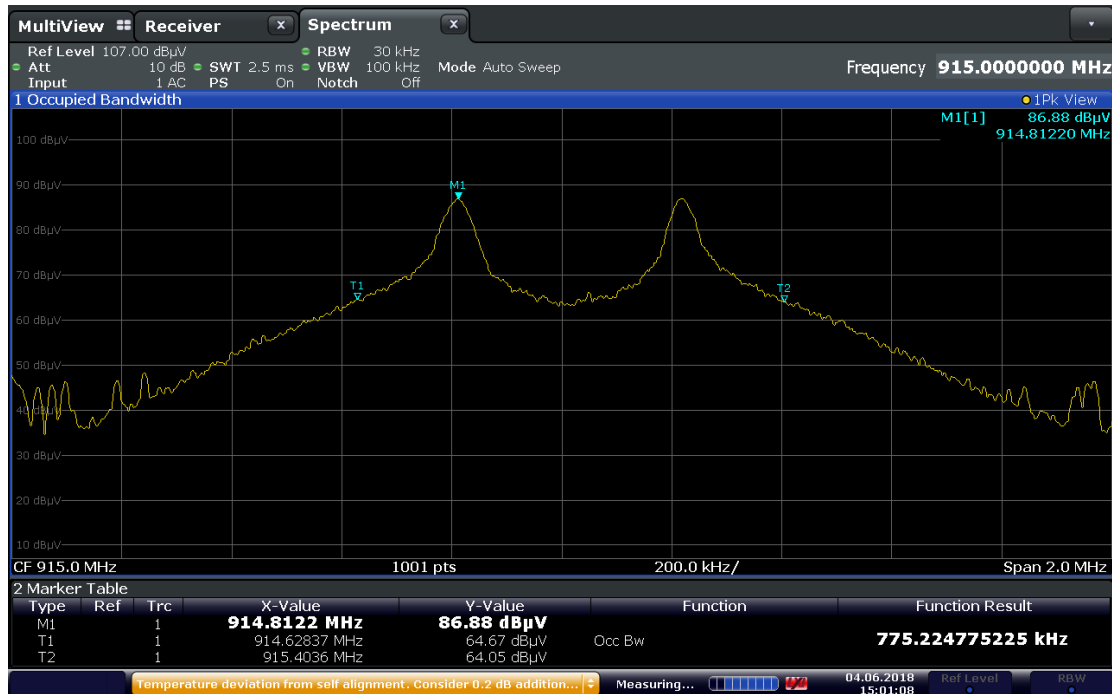 MultiView Receiver x Spectrum x
Ref Level 107.00 dBµV RBW 30 kHz
Att 10 dB SWT 2.5 ms VBW 100 kHz Mode Auto Sweep Frequency 915.0000000 MHz
Input 1 AC PS On Notch Off
1 Occupied Bandwidth 1Pk View
M1[1] 86.88 dBµV
914.81220 MHz
100 dBµV
90 dBµV
M1
80 dBµV
70 dBµV
T1
T2
60 dBµV
50 dBµV
40 dBµV
30 dBµV
20 dBµV
10 dBµV
CF 915.0 MHz 1001 pts 200.0 kHz/ Span 2.0 MHz
2 Marker Table
Type Ref Trc X-Value Y-Value Function Function Result
M1 1 914.8122 MHz 86.88 dBµV
T1 1 914.62837 MHz 64.67 dBµV Occ Bw 775.224775225 kHz
T2 1 915.4036 MHz 64.05 dBµV
Temperature deviation from self alignment. Consider 0.2 dB addition... Measuring... 04.06.2018 Ref Level RBW
15:01:08